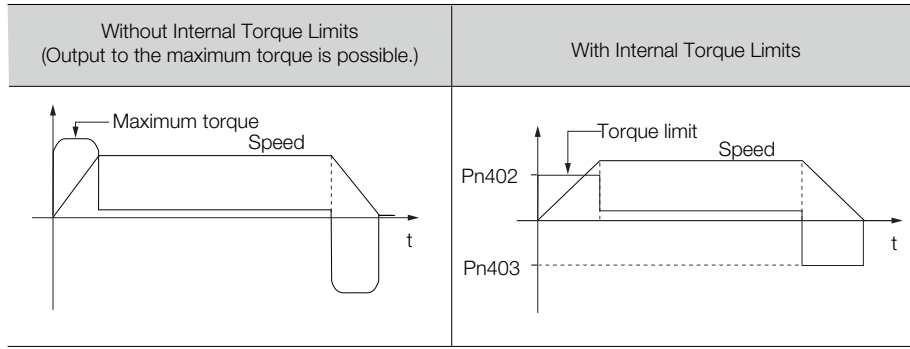 Without Internal Torque Limits
(Output to the maximum torque is possible.)
With Internal Torque Limits
Maximum torque
Speed
t
Torque limit
Speed
Pn402
t
Pn403